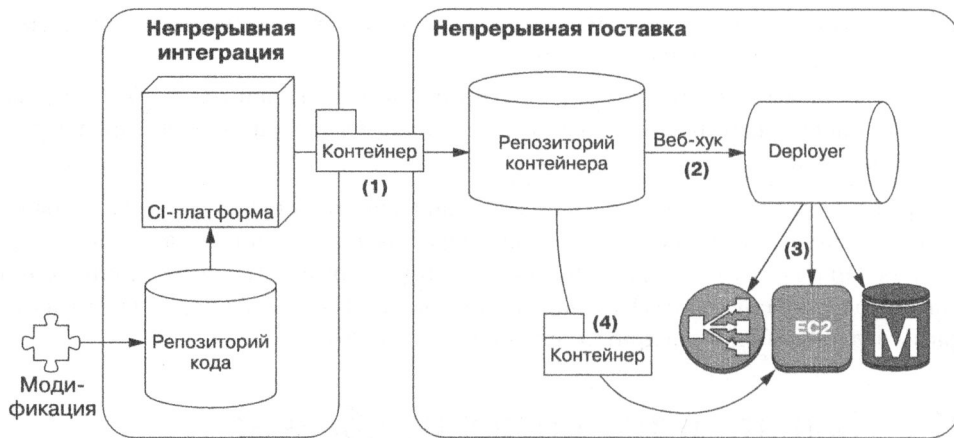 Непрерывная
интеграция
Непрерывная поставка
CI-платформа
Контейнер
(1)
Репозиторий
контейнера
Веб-хук
(2)
Deployer
(3)
EC2
M
(4)
Контейнер
Репозиторий
кода
Моди-
фикация